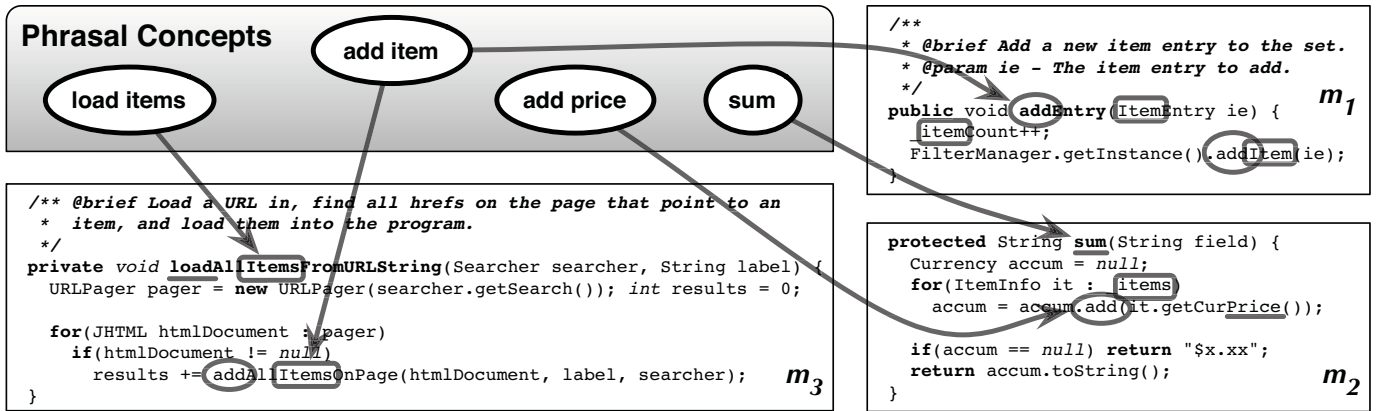 Phrasal Concepts
add item
load items
add price
sum
/**
* @brief Add a new item entry to the set.
* @param ie – The item entry to add.
*/
public void addEntry(ItemEntry ie) {
_itemCount++;
FilterManager.getInstance().addItem(ie);
}
m1
/** @brief Load a URL in, find all hrefs on the page that point to an
* item, and load them into the program.
*/
private void loadAllItemsFromURLString(Searcher searcher, String label) {
URLPager pager = new URLPager(searcher.getSearch()); int results = 0;
for(JHTML htmlDocument : pager)
if(htmlDocument != null)
results += addAllItemsOnPage(htmlDocument, label, searcher);
}
m3
protected String sum(String field) {
Currency accum = null;
for(ItemInfo it : items)
accum = accum.add(it.getCurPrice());
if(accum == null) return "$x.xx";
return accum.toString();
}
m2